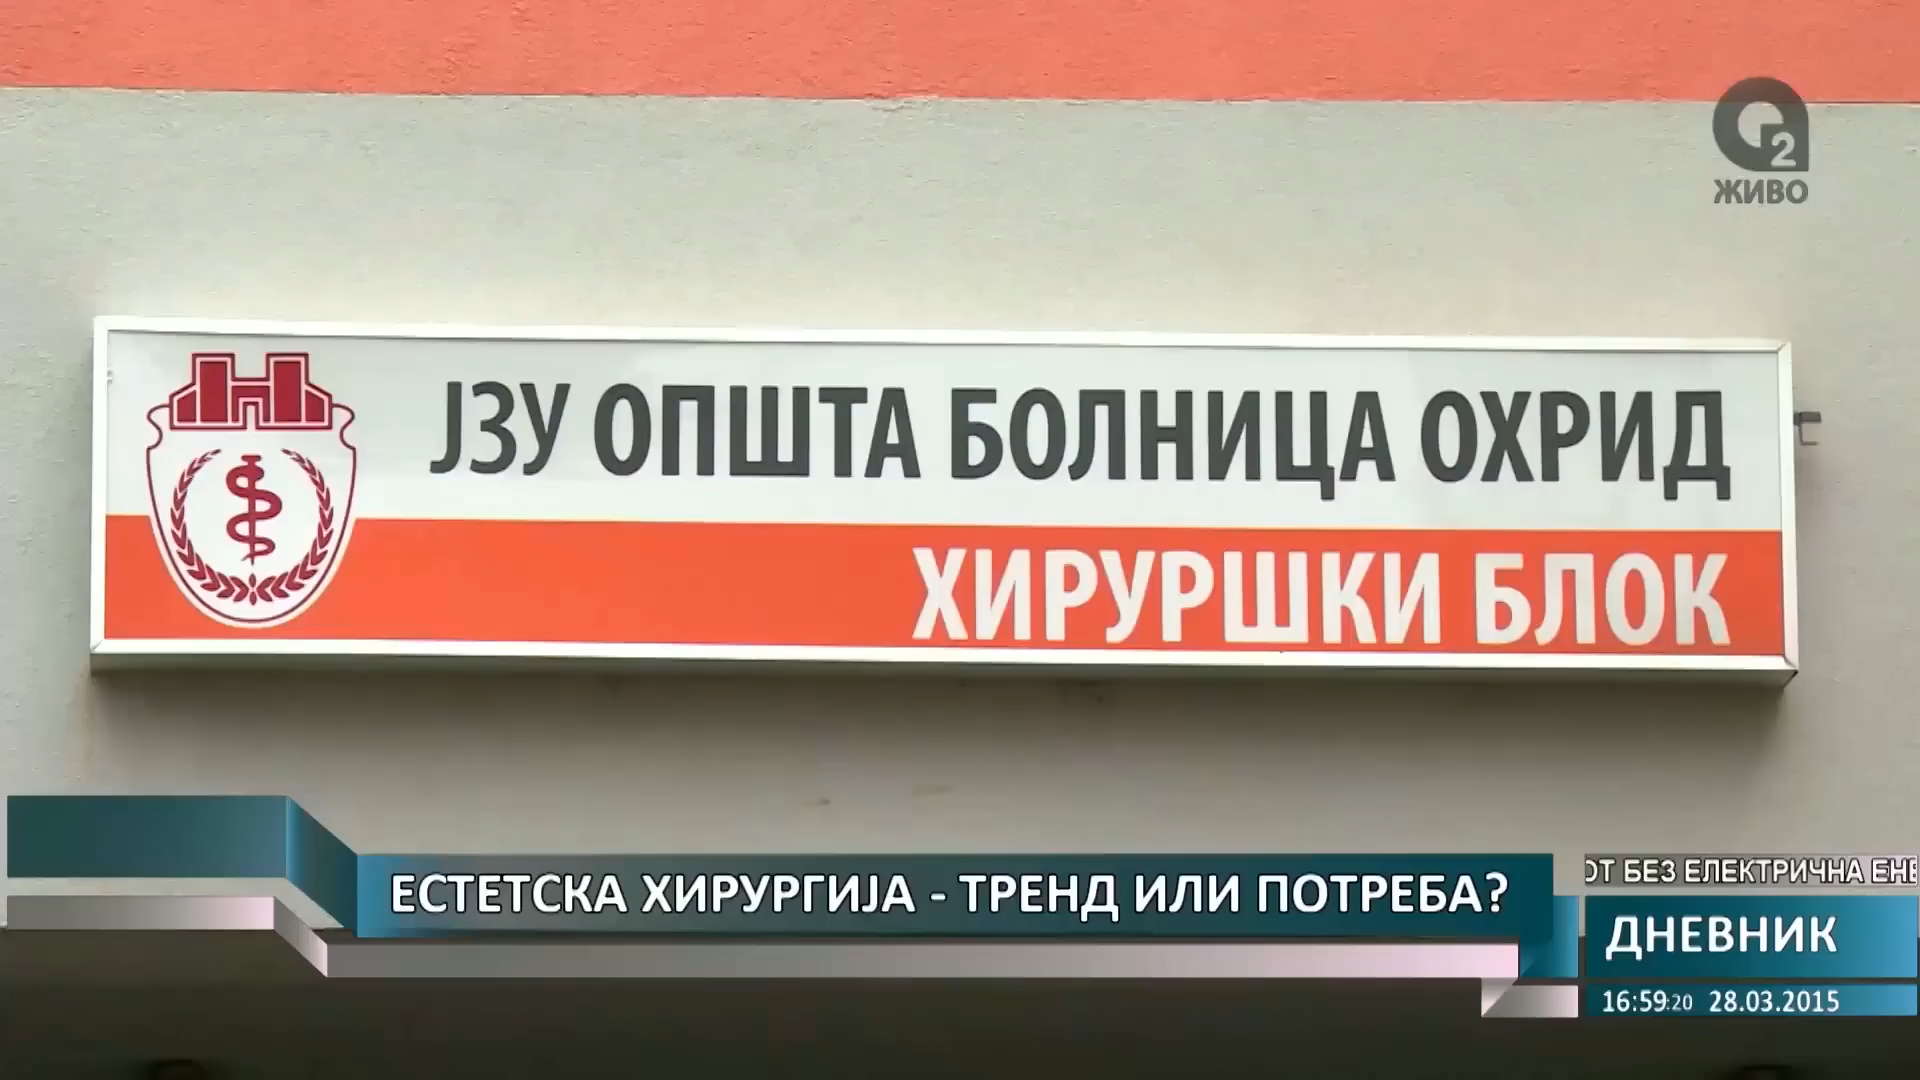 2
ЖИВО
ЈЗУ ОПШТА БОЛНИЦА ОХРИД
ХИРУРШКИ БЛОК
ЕСТЕТСКА ХИРУРГИЈА - ТРЕНД ИЛИ ПОТРЕБА?
БЕЗ ЕЛЕКТРИЧНА
ДНЕВНИК
16:59:20 28.03.2015